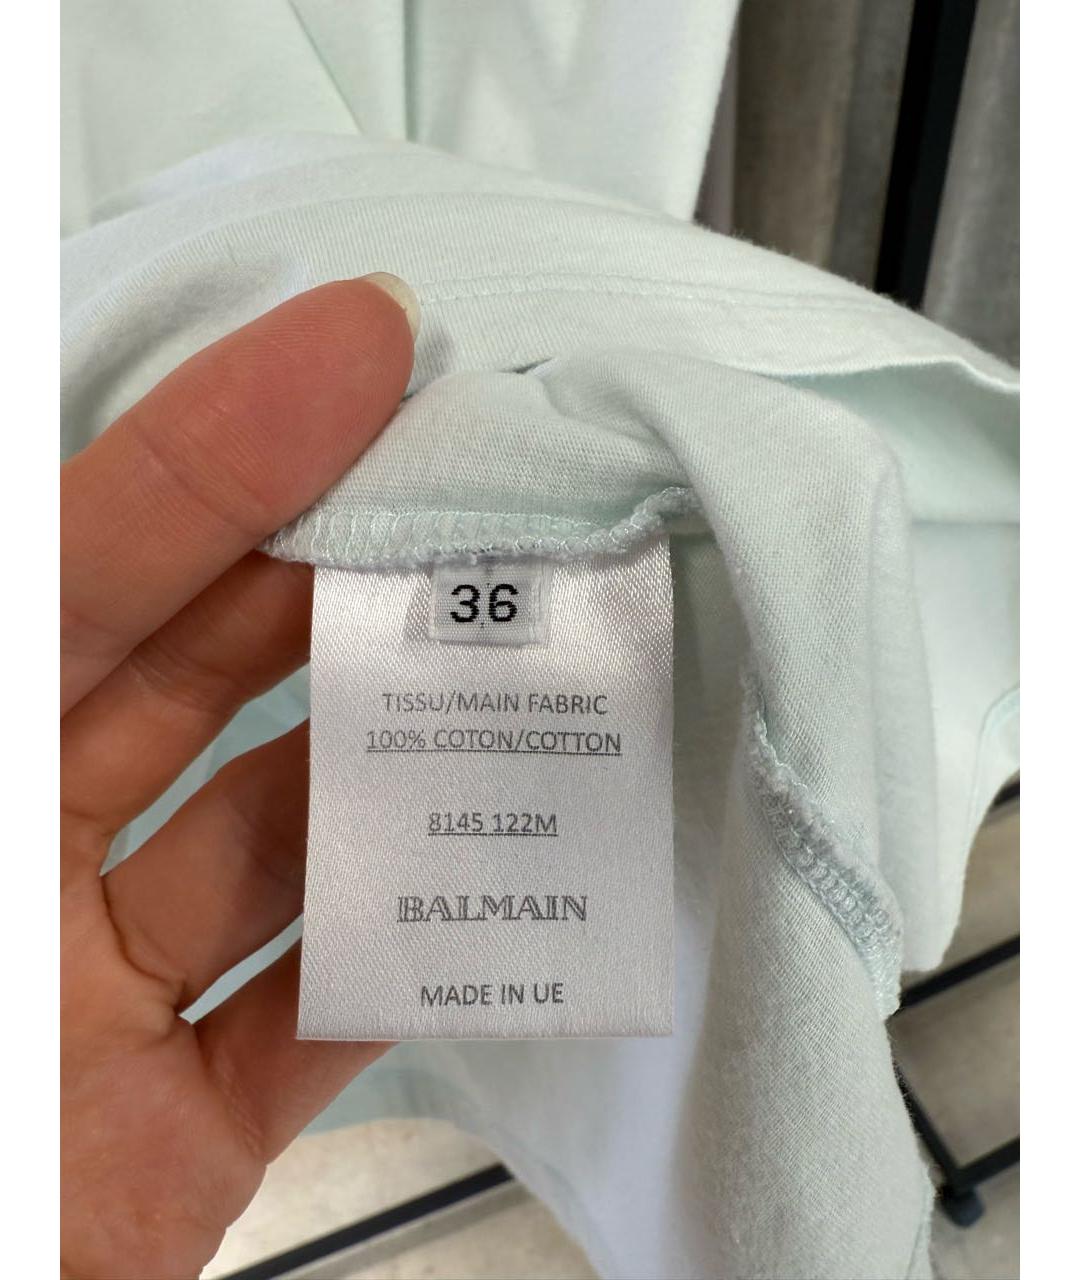 36
TISSU/MAIN FABRIC
100% COTON/COTTON
8145 122M
BALMAIN
MADE IN UE